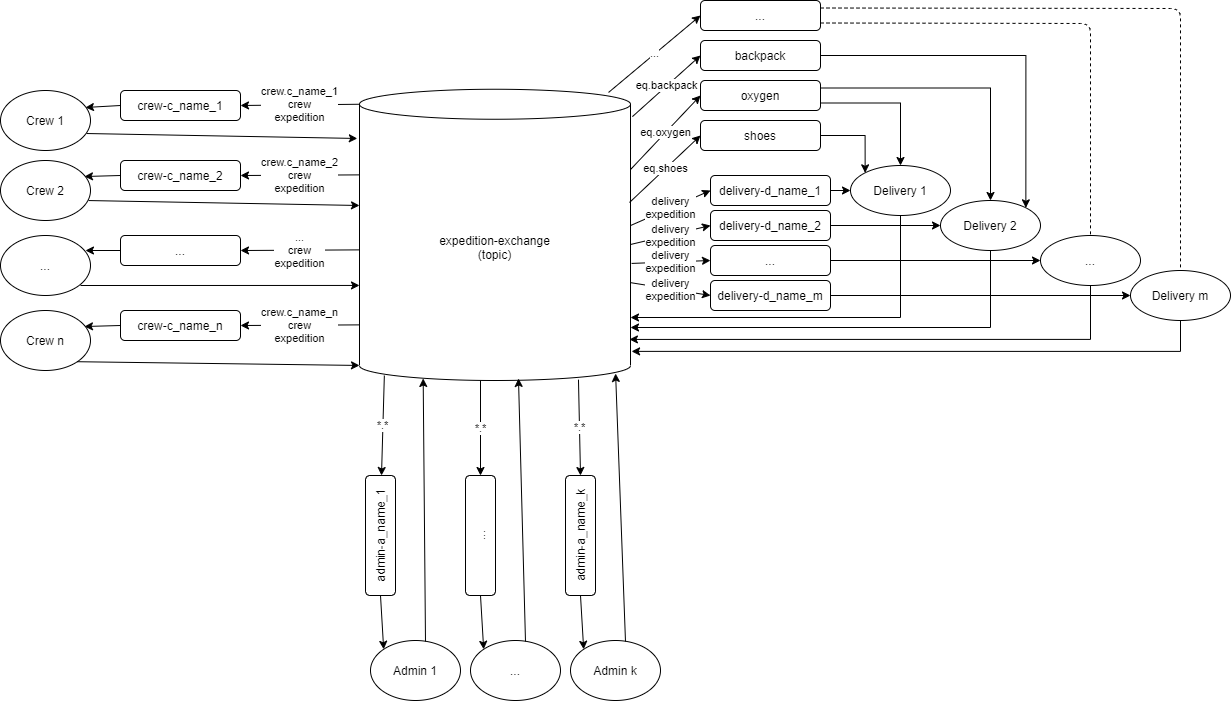 ...
backpack
oxygen
shoes
...
eq.backpack
eq.oxygen
eq.shoes
Crew 1
crew-c_name_1
crew.c_name_1
crew
expedition
Crew 2
crew-c_name_2
crew.c_name_2
crew
expedition
...
...
...
crew
expedition
Crew n
crew-c_name_n
crew.c_name_n
crew
expedition
expedition-exchange
(topic)
delivery
expedition
delivery
expedition
delivery
expedition
delivery
expedition
delivery-d_name_1
delivery-d_name_2
...
delivery-d_name_m
Delivery 1
Delivery 2
...
Delivery m
*.*
*.*
*.*
admin-a_name_1
...
admin-a_name_k
Admin 1
...
Admin k